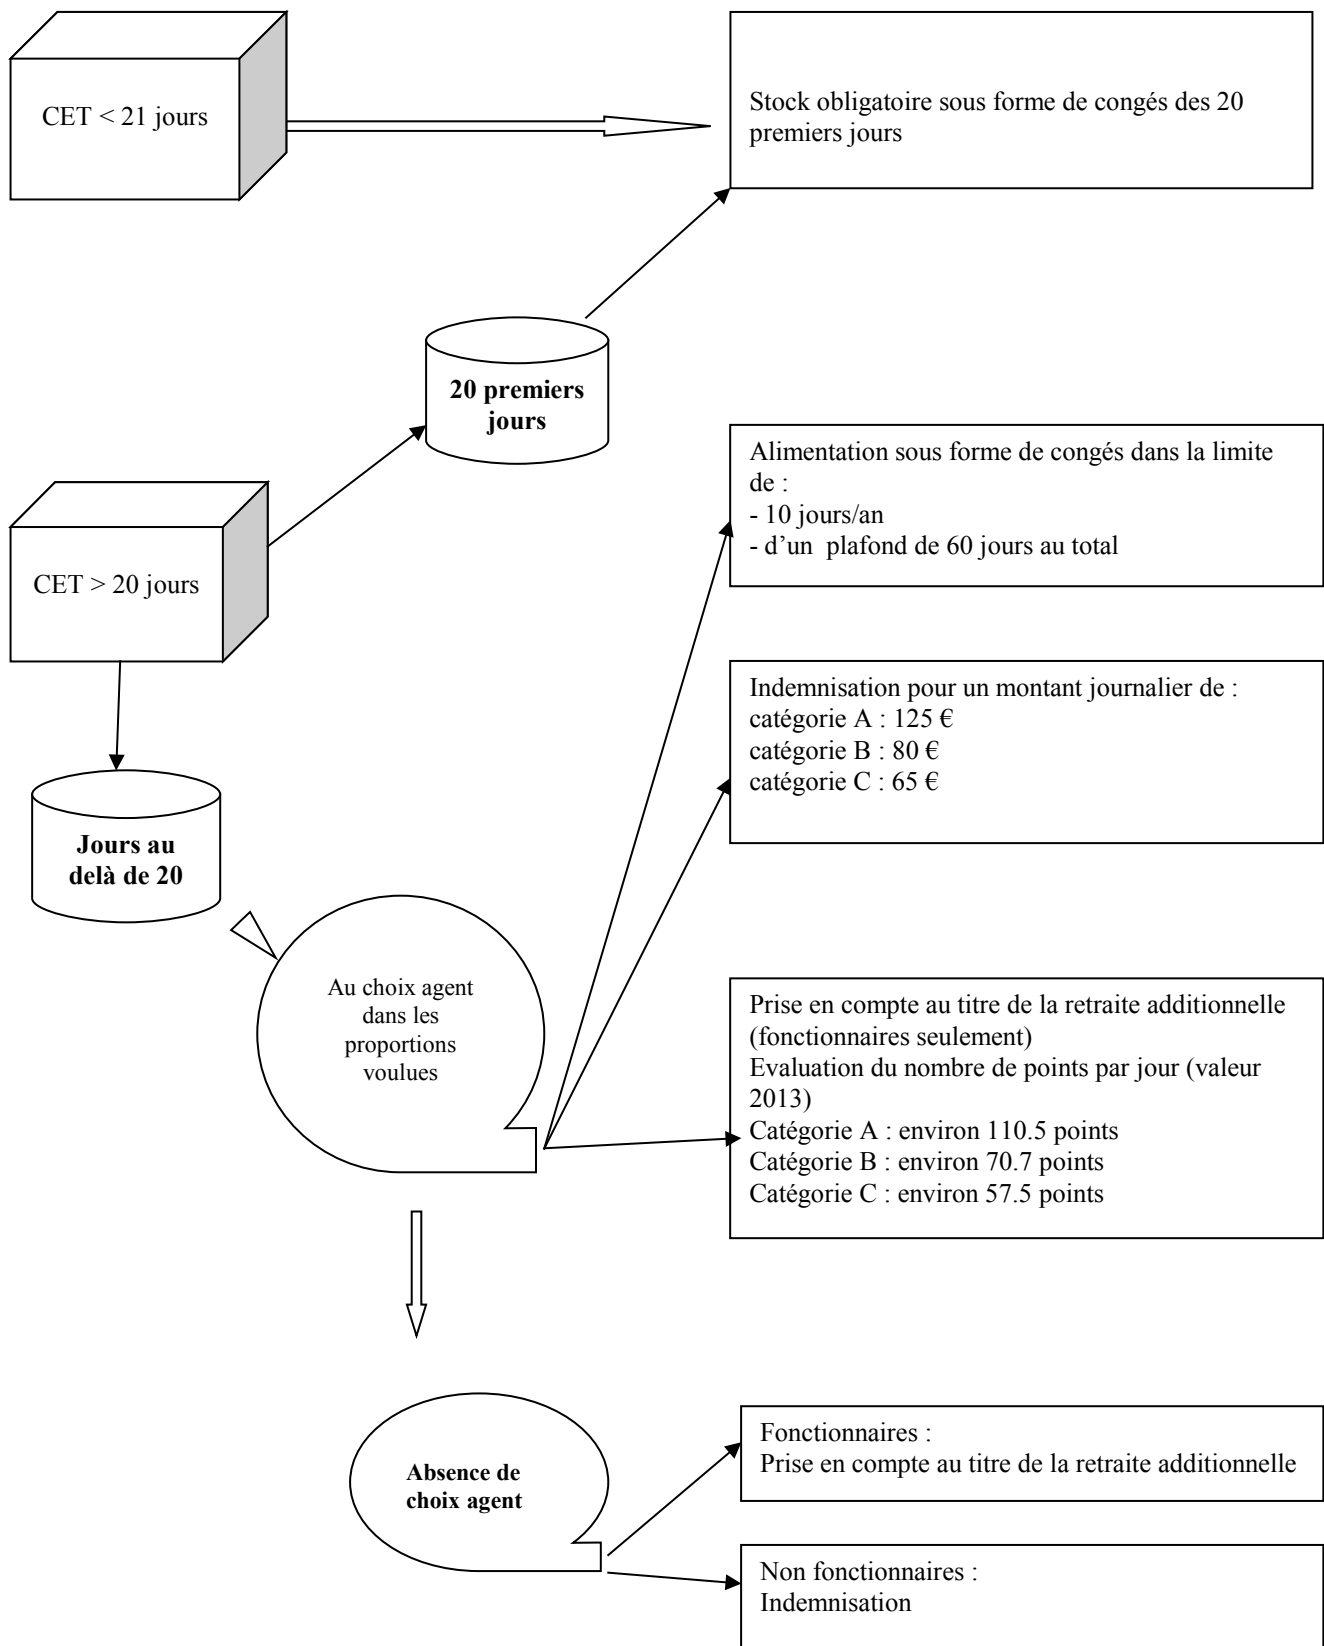 CET < 21 jours
Stock obligatoire sous forme de congés des 20
premiers jours
20 premiers
jours
Alimentation sous forme de congés dans la limite
de :
- 10 jours/an
- d’un plafond de 60 jours au total
CET > 20 jours
Indemnisation pour un montant journalier de :
catégorie A : 125 €
catégorie B : 80 €
catégorie C : 65 €
Jours au
delà de 20
Au choix agent
dans les
proportions
voulues
Prise en compte au titre de la retraite additionnelle
(fonctionnaires seulement)
Evaluation du nombre de points par jour (valeur
2013)
Catégorie A : environ 110.5 points
Catégorie B : environ 70.7 points
Catégorie C : environ 57.5 points
Absence de
choix agent
Fonctionnaires :
Prise en compte au titre de la retraite additionnelle
Non fonctionnaires :
Indemnisation